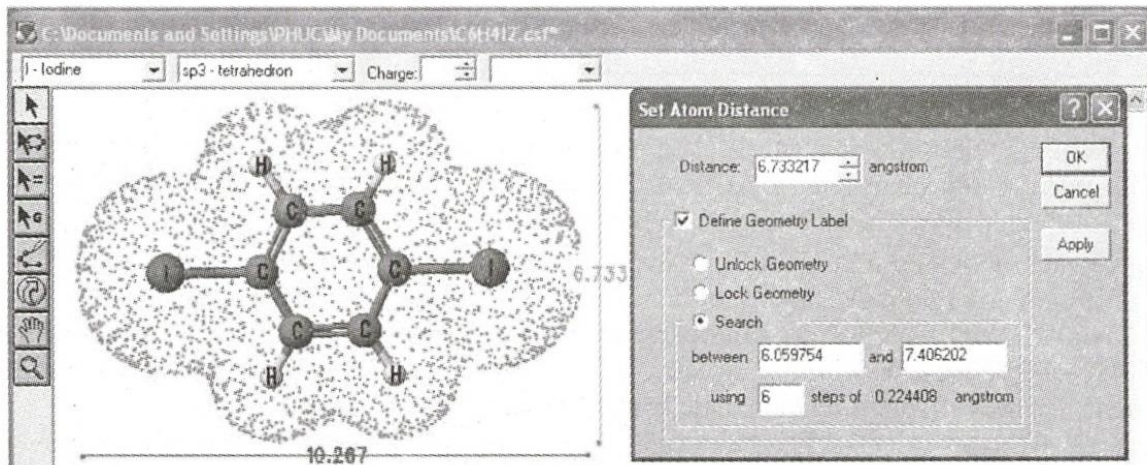 C:\Documents and Settings\PHUC\My Documents\C6H4I2.csf*
I - Iodine sp3 - tetrahedron Charge:
Set Atom Distance
Distance: 6.733217 angstrom
OK
Cancel
Define Geometry Label
Apply
Unlock Geometry
Lock Geometry
Search
between 6.059754 and 7.406202
using 6 steps of 0.224408 angstrom
H H
C C
I C C I
6.733
C C
H H
10.267
G